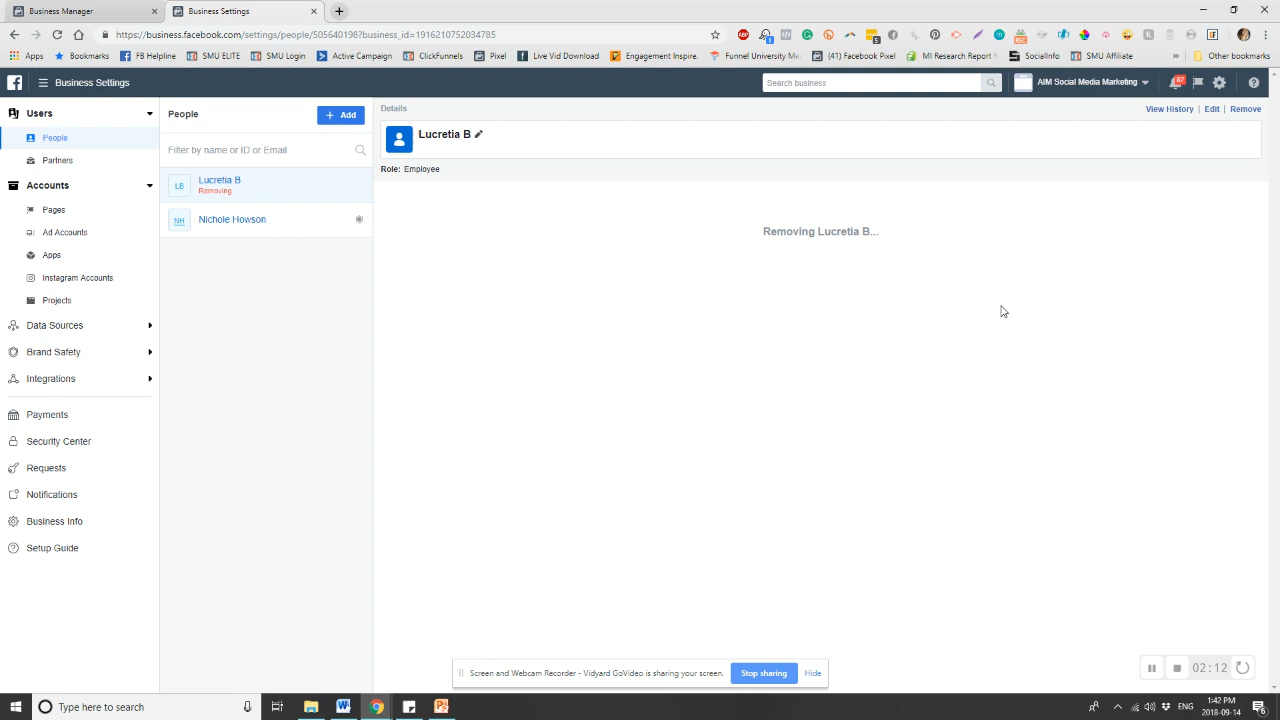 Business Manager
Business Settings
https://business.facebook.com/settings/people/505640198?business_id=1916210752034785
Apps
Bookmarks
FB Helpline
SMU ELITE
SMU Login
Active Campaign
ClickFunnels
Pixel
Live Vid Download
Engagement Inspire
Funnel University Me
(41) Facebook Pixel
MI Research Report F
SocialInfo
SMU Affiliate
»
Other bookmarks
Business Settings
Search business
AIM Social Media Marketing
87
Users
People
Partners
Accounts
Pages
Ad Accounts
Apps
Instagram Accounts
Projects
Data Sources
Brand Safety
Integrations
Payments
Security Center
Requests
Notifications
Business Info
Setup Guide
People
+ Add
Filter by name or ID or Email
LB
Lucretia B
Removing
NH
Nichole Howson
Details
View History | Edit | Remove
Lucretia B
Role: Employee
Removing Lucretia B...
Screen and Webcam Recorder - Vidyard GoVideo is sharing your screen.
Stop sharing
Hide
02:12
Type here to search
ENG
1:42 PM
2018-09-14
6